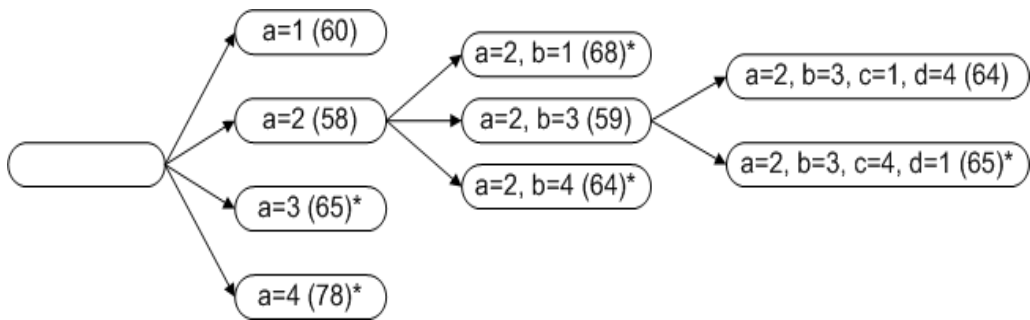 a=1 (60)
a=2 (58)
a=3 (65)*
a=4 (78)*
a=2, b=1 (68)*
a=2, b=3 (59)
a=2, b=4 (64)*
a=2, b=3, c=1, d=4 (64)
a=2, b=3, c=4, d=1 (65)*